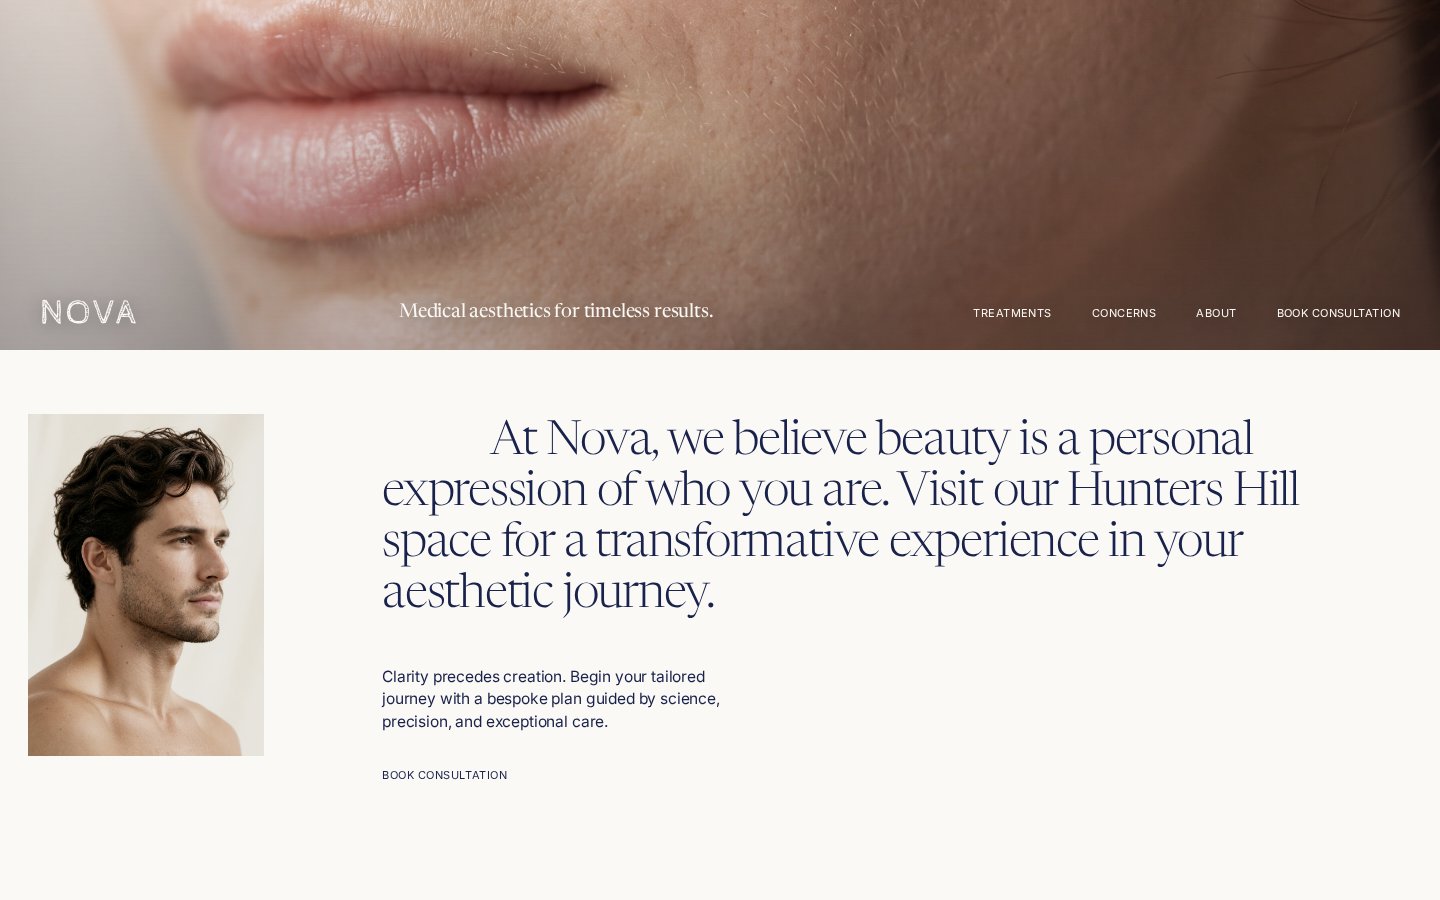 NOVA
Medical aesthetics for timeless results.
TREATMENTS
CONCERNS
ABOUT
BOOK CONSULTATION
At Nova, we believe beauty is a personal
expression of who you are. Visit our Hunters Hill
space for a transformative experience in your
aesthetic journey.
Clarity precedes creation. Begin your tailored
journey with a bespoke plan guided by science,
precision, and exceptional care.
BOOK CONSULTATION